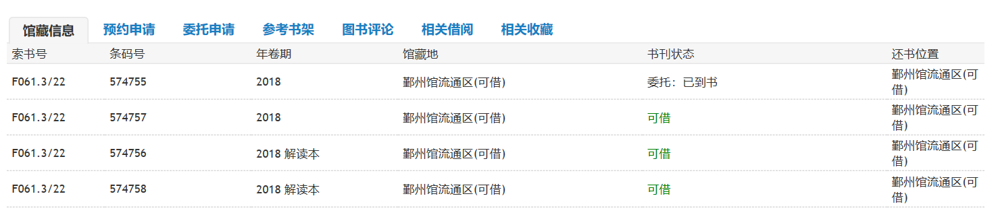 馆藏信息 预约申请 委托申请 参考书架 图书评论 相关借阅 相关收藏
索书号 条码号 年卷期 馆藏地 书刊状态 还书位置
F061.3/22 574755 2018 鄞州馆流通区(可借) 委托：已到书 鄞州馆流通区(可
借)
F061.3/22 574757 2018 鄞州馆流通区(可借) 可借 鄞州馆流通区(可
借)
F061.3/22 574756 2018 解读本 鄞州馆流通区(可借) 可借 鄞州馆流通区(可
借)
F061.3/22 574758 2018 解读本 鄞州馆流通区(可借) 可借 鄞州馆流通区(可
借)